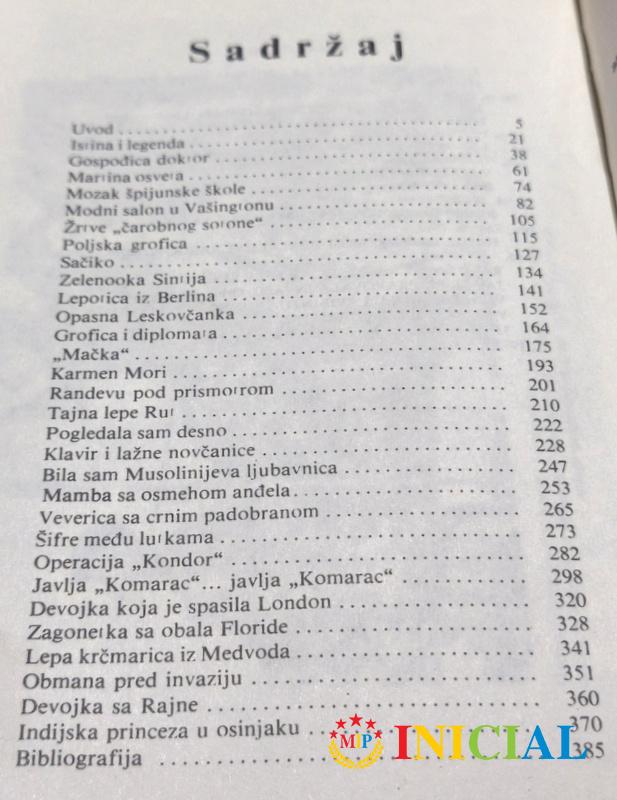 Sadržaj
Uvod 5
Istina i legenda 21
Gospođica doktor 38
Martina osveta 61
Mozak špijunske škole 74
Modni salon u Vašingtonu 82
Žrtve „čarobnog sotone“ 105
Poljska grofica 115
Sačiko 127
Zelenooka Sintija 134
Lepotica iz Berlina 141
Opasna Leskovčanka 152
Grofica i diplomata 164
„Mačka“ 175
Karmen Mori 193
Randevu pod prismotrom 201
Tajna lepe Rut 210
Pogledala sam desno 222
Klavir i lažne novčanice 228
Bila sam Musolinijeva ljubavnica 247
Mamba sa osmehom anđela 253
Veverica sa crnim padobranom 265
Šifre među lutkama 273
Operacija „Kondor“ 282
Javlja „Komarac“... javlja „Komarac“ 298
Devojka koja je spasila London 320
Zagonetka sa obala Floride 328
Lepa krčmarica iz Medvoda 341
Obmana pred invaziju 351
Devojka sa Rajne 360
Indijska princeza u osinjaku 370
Bibliografija 385
MJP INICIAL